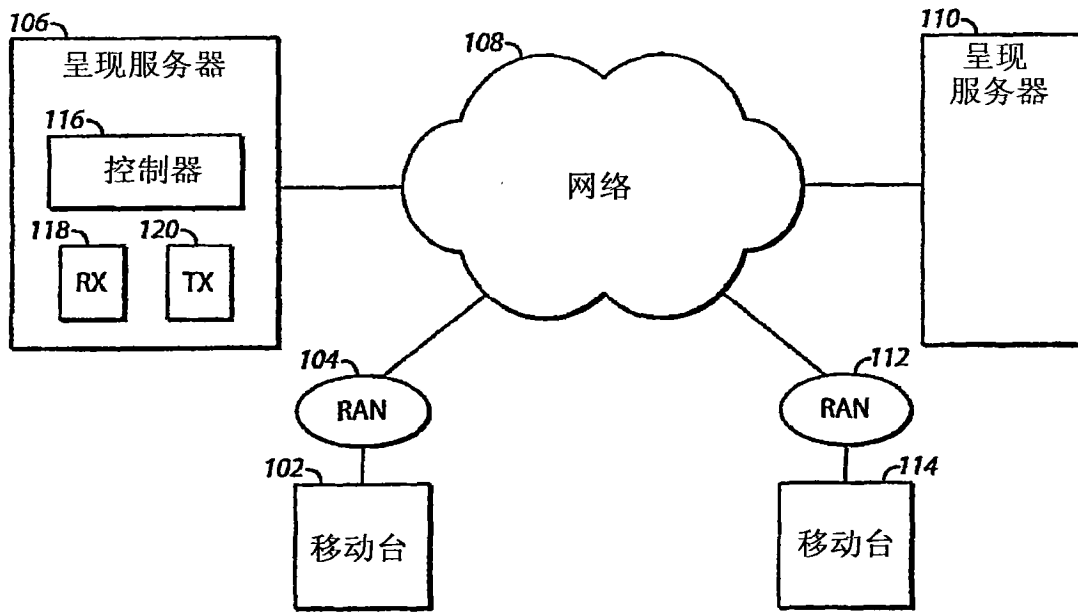 106
呈现服务器
116
控制器
118
RX
120
TX
108
网络
110
呈现
服务器
104
RAN
112
RAN
102
移动台
114
移动台